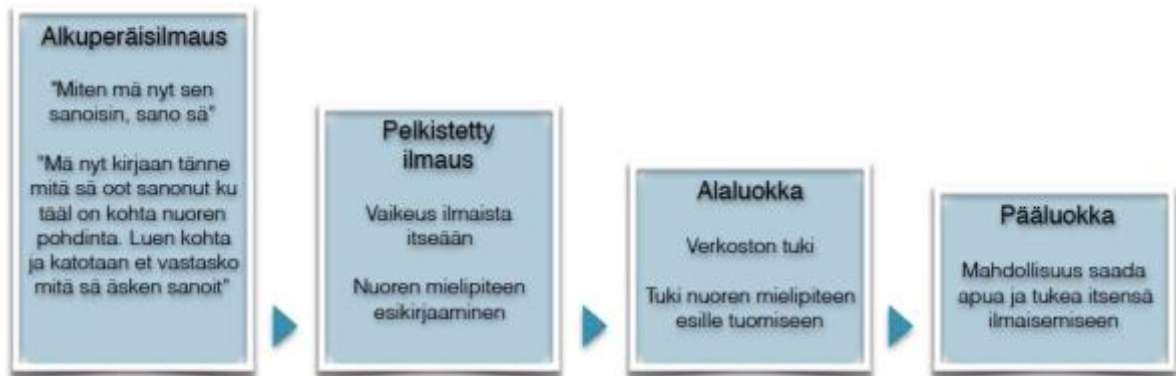 Alkuperäisilmaus
"Miten mä nyt sen
sanoisin, sano sä"
"Mä nyt kirjaan tänne
mitä sä oot sanonut ku
tääl on kohta nuoren
pohdinta. Luen kohta
ja katotaan et vastasko
mitä sä äsken sanoit"
Pelkistetty
ilmaus
Vaikeus ilmaista
itseään
Nuoren mielipiteen
esikirjaaminen
Alaluokka
Verkoston tuki
Tuki nuoren mielipiteen
esille tuomiseen
Pääluokka
Mahdollisuus saada
apua ja tukea itsensä
ilmaisemiseen